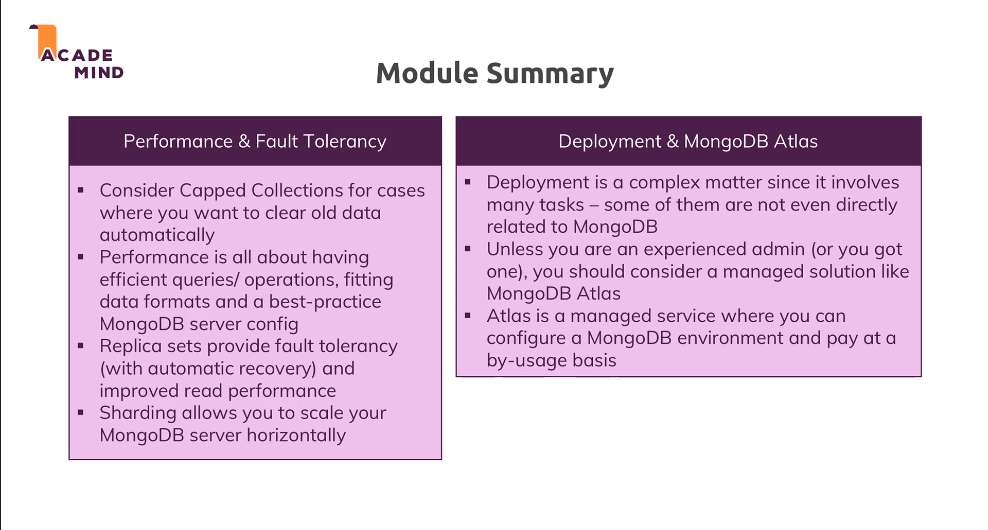 ACADE
MIND
Module Summary
Performance & Fault Tolerancy
▪ Consider Capped Collections for cases
where you want to clear old data
automatically
▪ Performance is all about having
efficient queries/ operations, fitting
data formats and a best-practice
MongoDB server config
▪ Replica sets provide fault tolerancy
(with automatic recovery) and
improved read performance
▪ Sharding allows you to scale your
MongoDB server horizontally
Deployment & MongoDB Atlas
▪ Deployment is a complex matter since it involves
many tasks – some of them are not even directly
related to MongoDB
▪ Unless you are an experienced admin (or you got
one), you should consider a managed solution like
MongoDB Atlas
▪ Atlas is a managed service where you can
configure a MongoDB environment and pay at a
by-usage basis